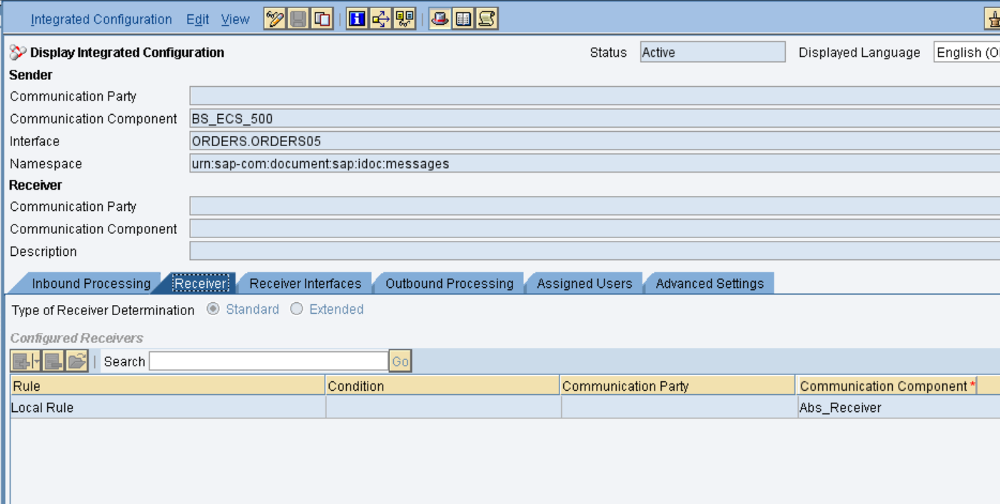 Integrated Configuration Edit View
Display Integrated Configuration Status Active Displayed Language English (O
Sender
Communication Party
Communication Component BS_ECS_500
Interface ORDERS.ORDERS05
Namespace urn:sap-com:document:sap:idoc:messages
Receiver
Communication Party
Communication Component
Description
Inbound Processing Receiver Receiver Interfaces Outbound Processing Assigned Users Advanced Settings
Type of Receiver Determination Standard Extended
Configured Receivers
Search Go
Rule Condition Communication Party Communication Component *
Local Rule Abs_Receiver